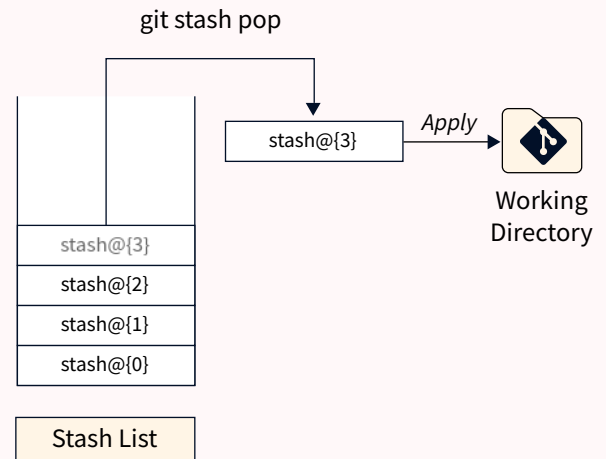 git stash pop
stash@{3}
Apply
Working
Directory
stash@{3}
stash@{2}
stash@{1}
stash@{0}
Stash List